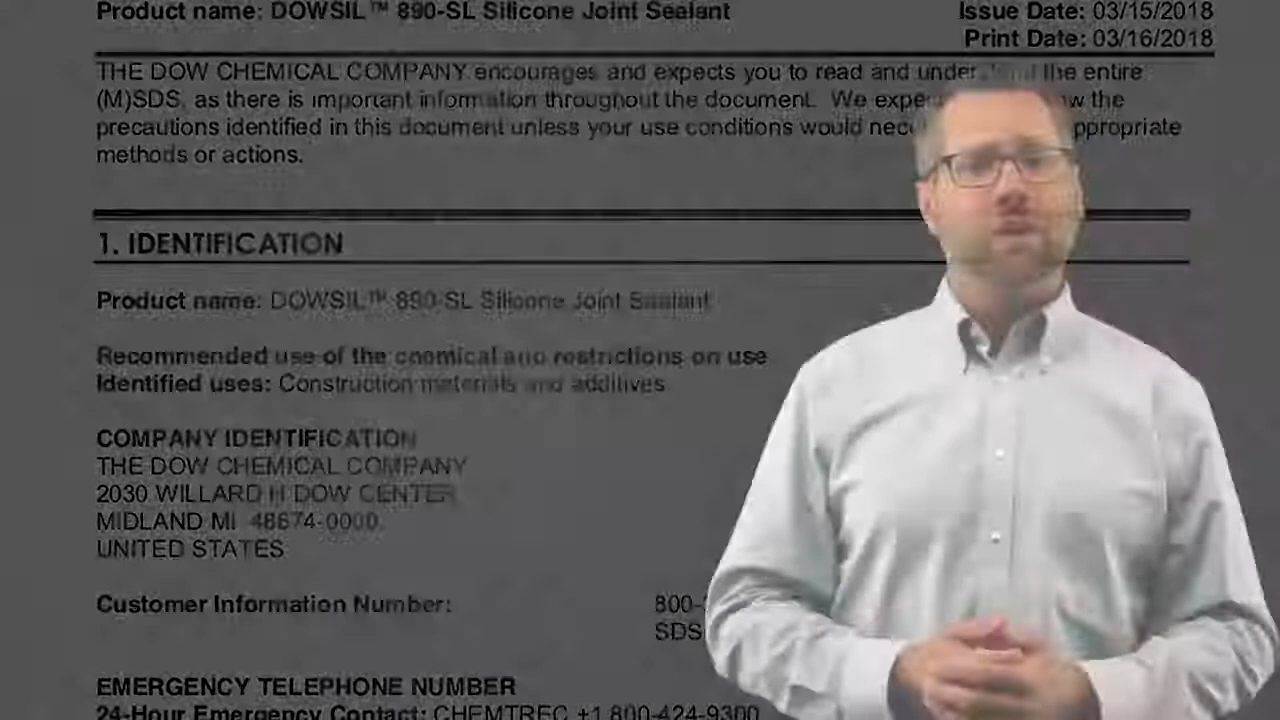 Product name: DOWSIL™ 890-SL Silicone Joint Sealant
Issue Date: 03/15/2018
Print Date: 03/16/2018
THE DOW CHEMICAL COMPANY encourages and expects you to read and the entire
(M)SDS, as there is important information throughout the document. We the
precautions identified in this document unless your use conditions would
methods or actions.
1. IDENTIFICATION
Product name: DOWSIL™ 890-SL Silicone Joint Sealant
Recommended use of the chemical and restrictions on use
Identified uses: Construction materials and additives
COMPANY IDENTIFICATION
THE DOW CHEMICAL COMPANY
2030 WILLARD H DOW CENTER
MIDLAND MI 48674-0000
UNITED STATES
Customer Information Number:
800-
SDS
EMERGENCY TELEPHONE NUMBER
24-Hour Emergency Contact: CHEMTREC +1 800-424-9300